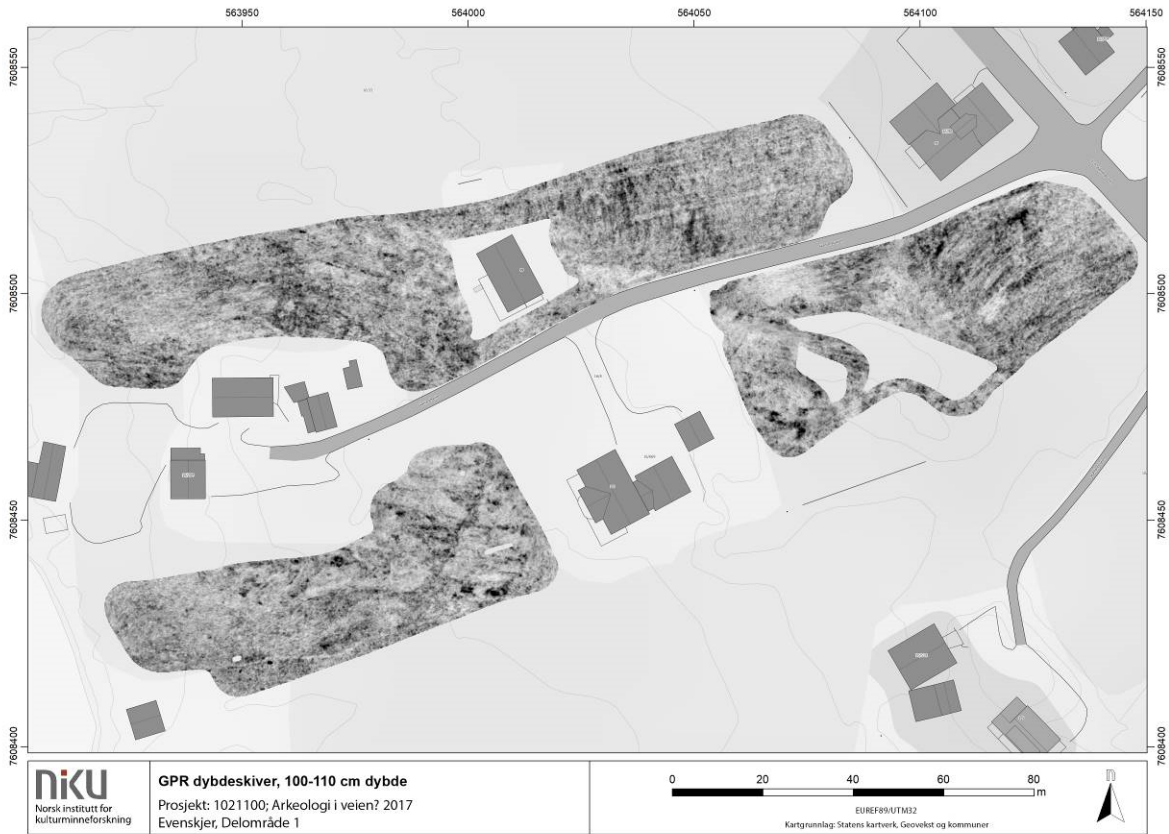 563950 564000 564050 564100 564150
7608550 7608550
7608500 7608500
7608450 7608450
7608400 7608400
niku
Norsk institutt for
kulturminneforskning
GPR dybdeskiver, 100-110 cm dybde
Prosjekt: 1021100; Arkeologi i veien? 2017
Evenskjer, Delområde 1
0 20 40 60 80
m
EUREF89/UTM32
Kartgrunnlag: Statens kartverk, Geovekst og kommuner
n